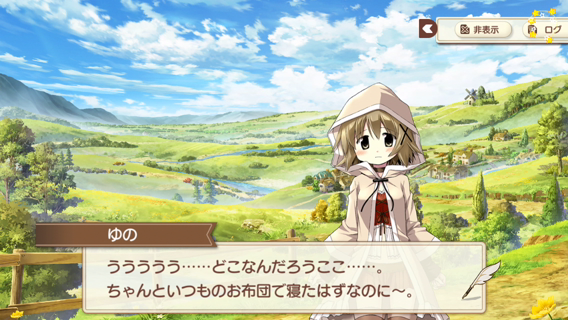 非表示
ログ
ゆの
うううううう……どこなんだろうここ……。
ちゃんといつものお布団で寝たはずなのに〜。